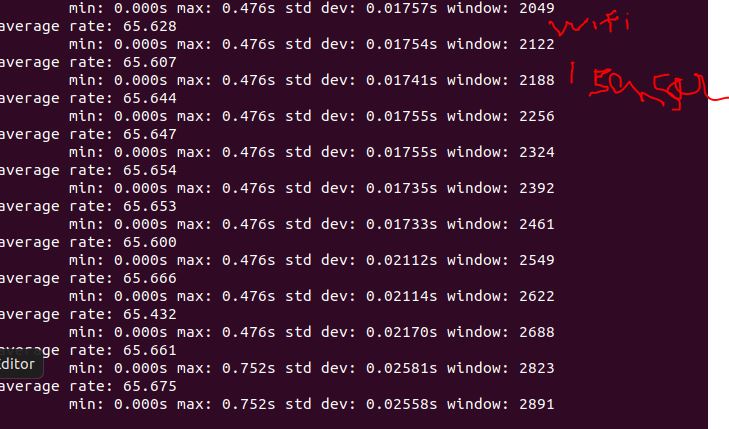 min: 0.000s max: 0.476s std dev: 0.01757s window: 2049
average rate: 65.628
min: 0.000s max: 0.476s std dev: 0.01754s window: 2122
average rate: 65.607
min: 0.000s max: 0.476s std dev: 0.01741s window: 2188
average rate: 65.644
min: 0.000s max: 0.476s std dev: 0.01755s window: 2256
average rate: 65.647
min: 0.000s max: 0.476s std dev: 0.01755s window: 2324
average rate: 65.654
min: 0.000s max: 0.476s std dev: 0.01735s window: 2392
average rate: 65.653
min: 0.000s max: 0.476s std dev: 0.01733s window: 2461
average rate: 65.600
min: 0.000s max: 0.476s std dev: 0.02112s window: 2549
average rate: 65.666
min: 0.000s max: 0.476s std dev: 0.02114s window: 2622
average rate: 65.432
min: 0.000s max: 0.476s std dev: 0.02170s window: 2688
average rate: 65.661
Editor
min: 0.000s max: 0.752s std dev: 0.02581s window: 2823
average rate: 65.675
min: 0.000s max: 0.752s std dev: 0.02558s window: 2891
wifi
1